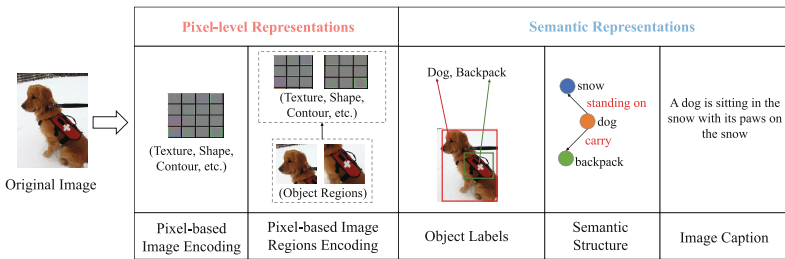 Pixel-level Representations
Semantic Representations
Original Image
(Texture, Shape,
Contour, etc.)
(Texture, Shape,
Contour, etc.)
(Object Regions)
Dog, Backpack
snow
standing on
dog
carry
backpack
A dog is sitting in the
snow with its paws on
the snow
Pixel-based
Image Encoding
Pixel-based Image
Regions Encoding
Object Labels
Semantic
Structure
Image Caption